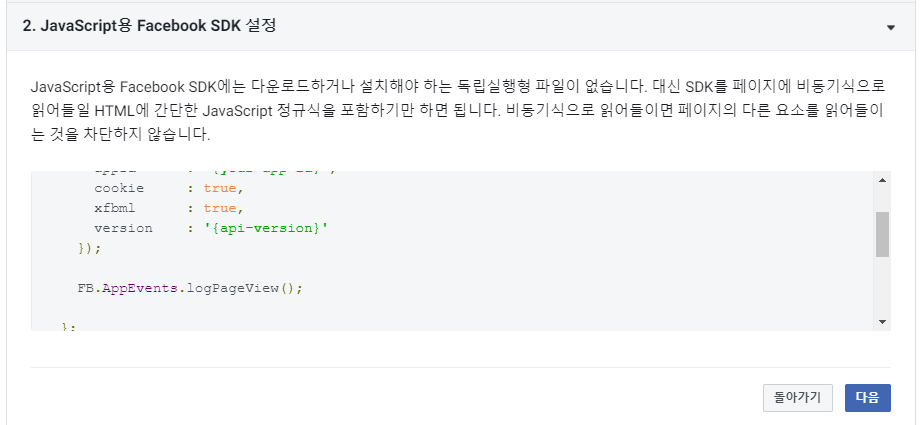 2. JavaScript용 Facebook SDK 설정
JavaScript용 Facebook SDK에는 다운로드하거나 설치해야 하는 독립실행형 파일이 없습니다. 대신 SDK를 페이지에 비동기식으로
읽어들일 HTML에 간단한 JavaScript 정규식을 포함하기만 하면 됩니다. 비동기식으로 읽어들이면 페이지의 다른 요소를 읽어들이
는 것을 차단하지 않습니다.
cookie : true,
xfbml : true,
version : '{api-version}'
});
FB.AppEvents.logPageView();
};
돌아가기 다음